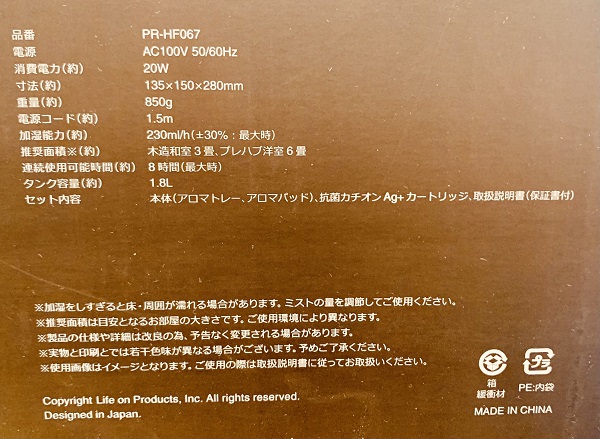 品番 PR-HF067
電源 AC100V 50/60Hz
消費電力(約) 20W
寸法(約) 135×150×280mm
重量(約) 850g
電源コード(約) 1.5m
加湿能力(約) 230ml/h(±30%:最大時)
推奨面積※(約) 木造和室3畳、プレハブ洋室6畳
連続使用可能時間(約) 8時間(最大時)
タンク容量(約) 1.8L
セット内容 本体(アロマトレー、アロマパッド)、抗菌カチオンAg+カートリッジ、取扱説明書(保証書付)
※加湿をしすぎると床・周囲が濡れる場合があります。ミストの量を調節してご使用ください。
※推奨面積は目安となるお部屋の大きさです。ご使用環境により異なります。
※製品の仕様や詳細は改良の為、予告なく変更される場合があります。
※実物と印刷とでは若干色味が異なる場合がございます。予めご了承ください。
※使用画像はイメージとなります。ご使用の際は取扱説明書に従ってお取扱いください。
Copyright Life on Products, Inc. All rights reserved.
Designed in Japan.
プラ
箱 PE:内袋
緩衝材
MADE IN CHINA